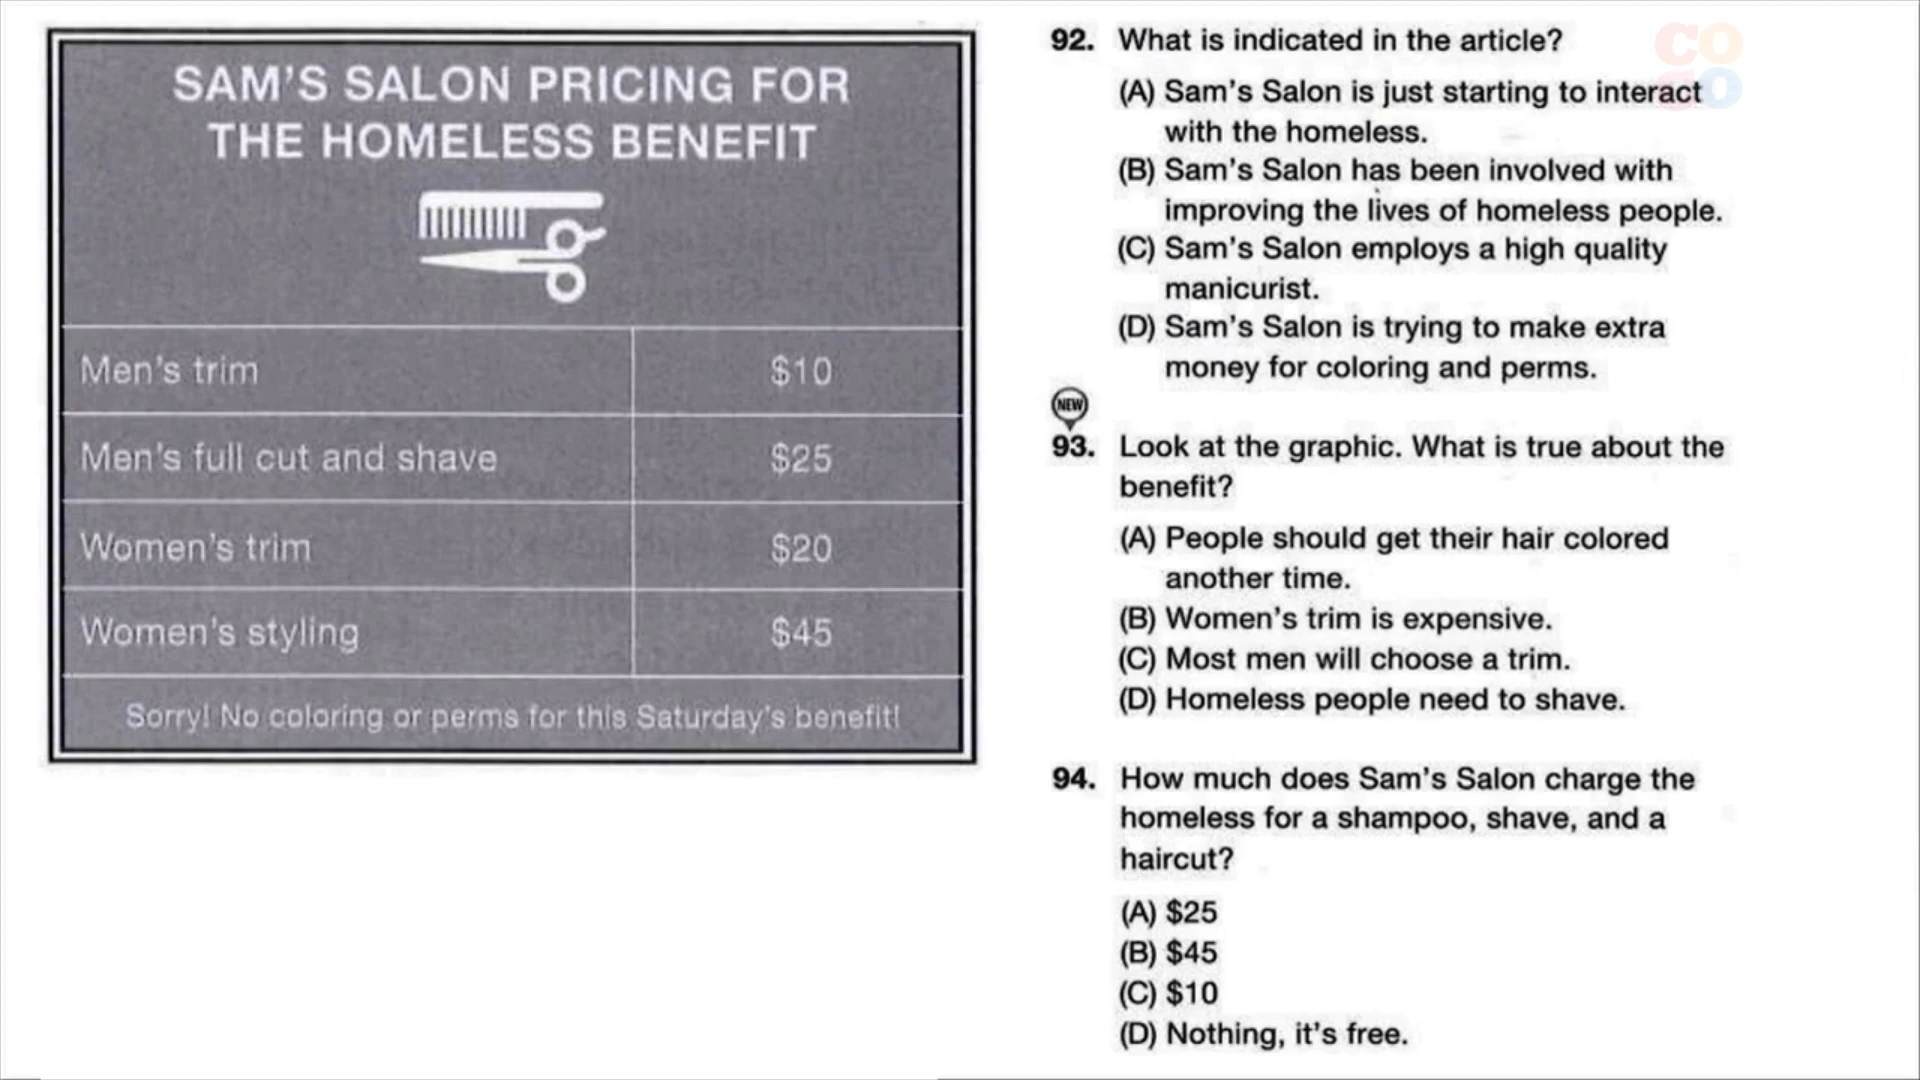 SAM'S SALON PRICING FOR
THE HOMELESS BENEFIT
Men's trim $10
Men's full cut and shave $25
Women's trim $20
Women's styling $45
Sorry! No coloring or perms for this Saturday's benefit!
COGO
92. What is indicated in the article?
(A) Sam's Salon is just starting to interact
with the homeless.
(B) Sam's Salon has been involved with
improving the lives of homeless people.
(C) Sam's Salon employs a high quality
manicurist.
(D) Sam's Salon is trying to make extra
money for coloring and perms.
NEW
93. Look at the graphic. What is true about the
benefit?
(A) People should get their hair colored
another time.
(B) Women's trim is expensive.
(C) Most men will choose a trim.
(D) Homeless people need to shave.
94. How much does Sam's Salon charge the
homeless for a shampoo, shave, and a
haircut?
(A) $25
(B) $45
(C) $10
(D) Nothing, it's free.